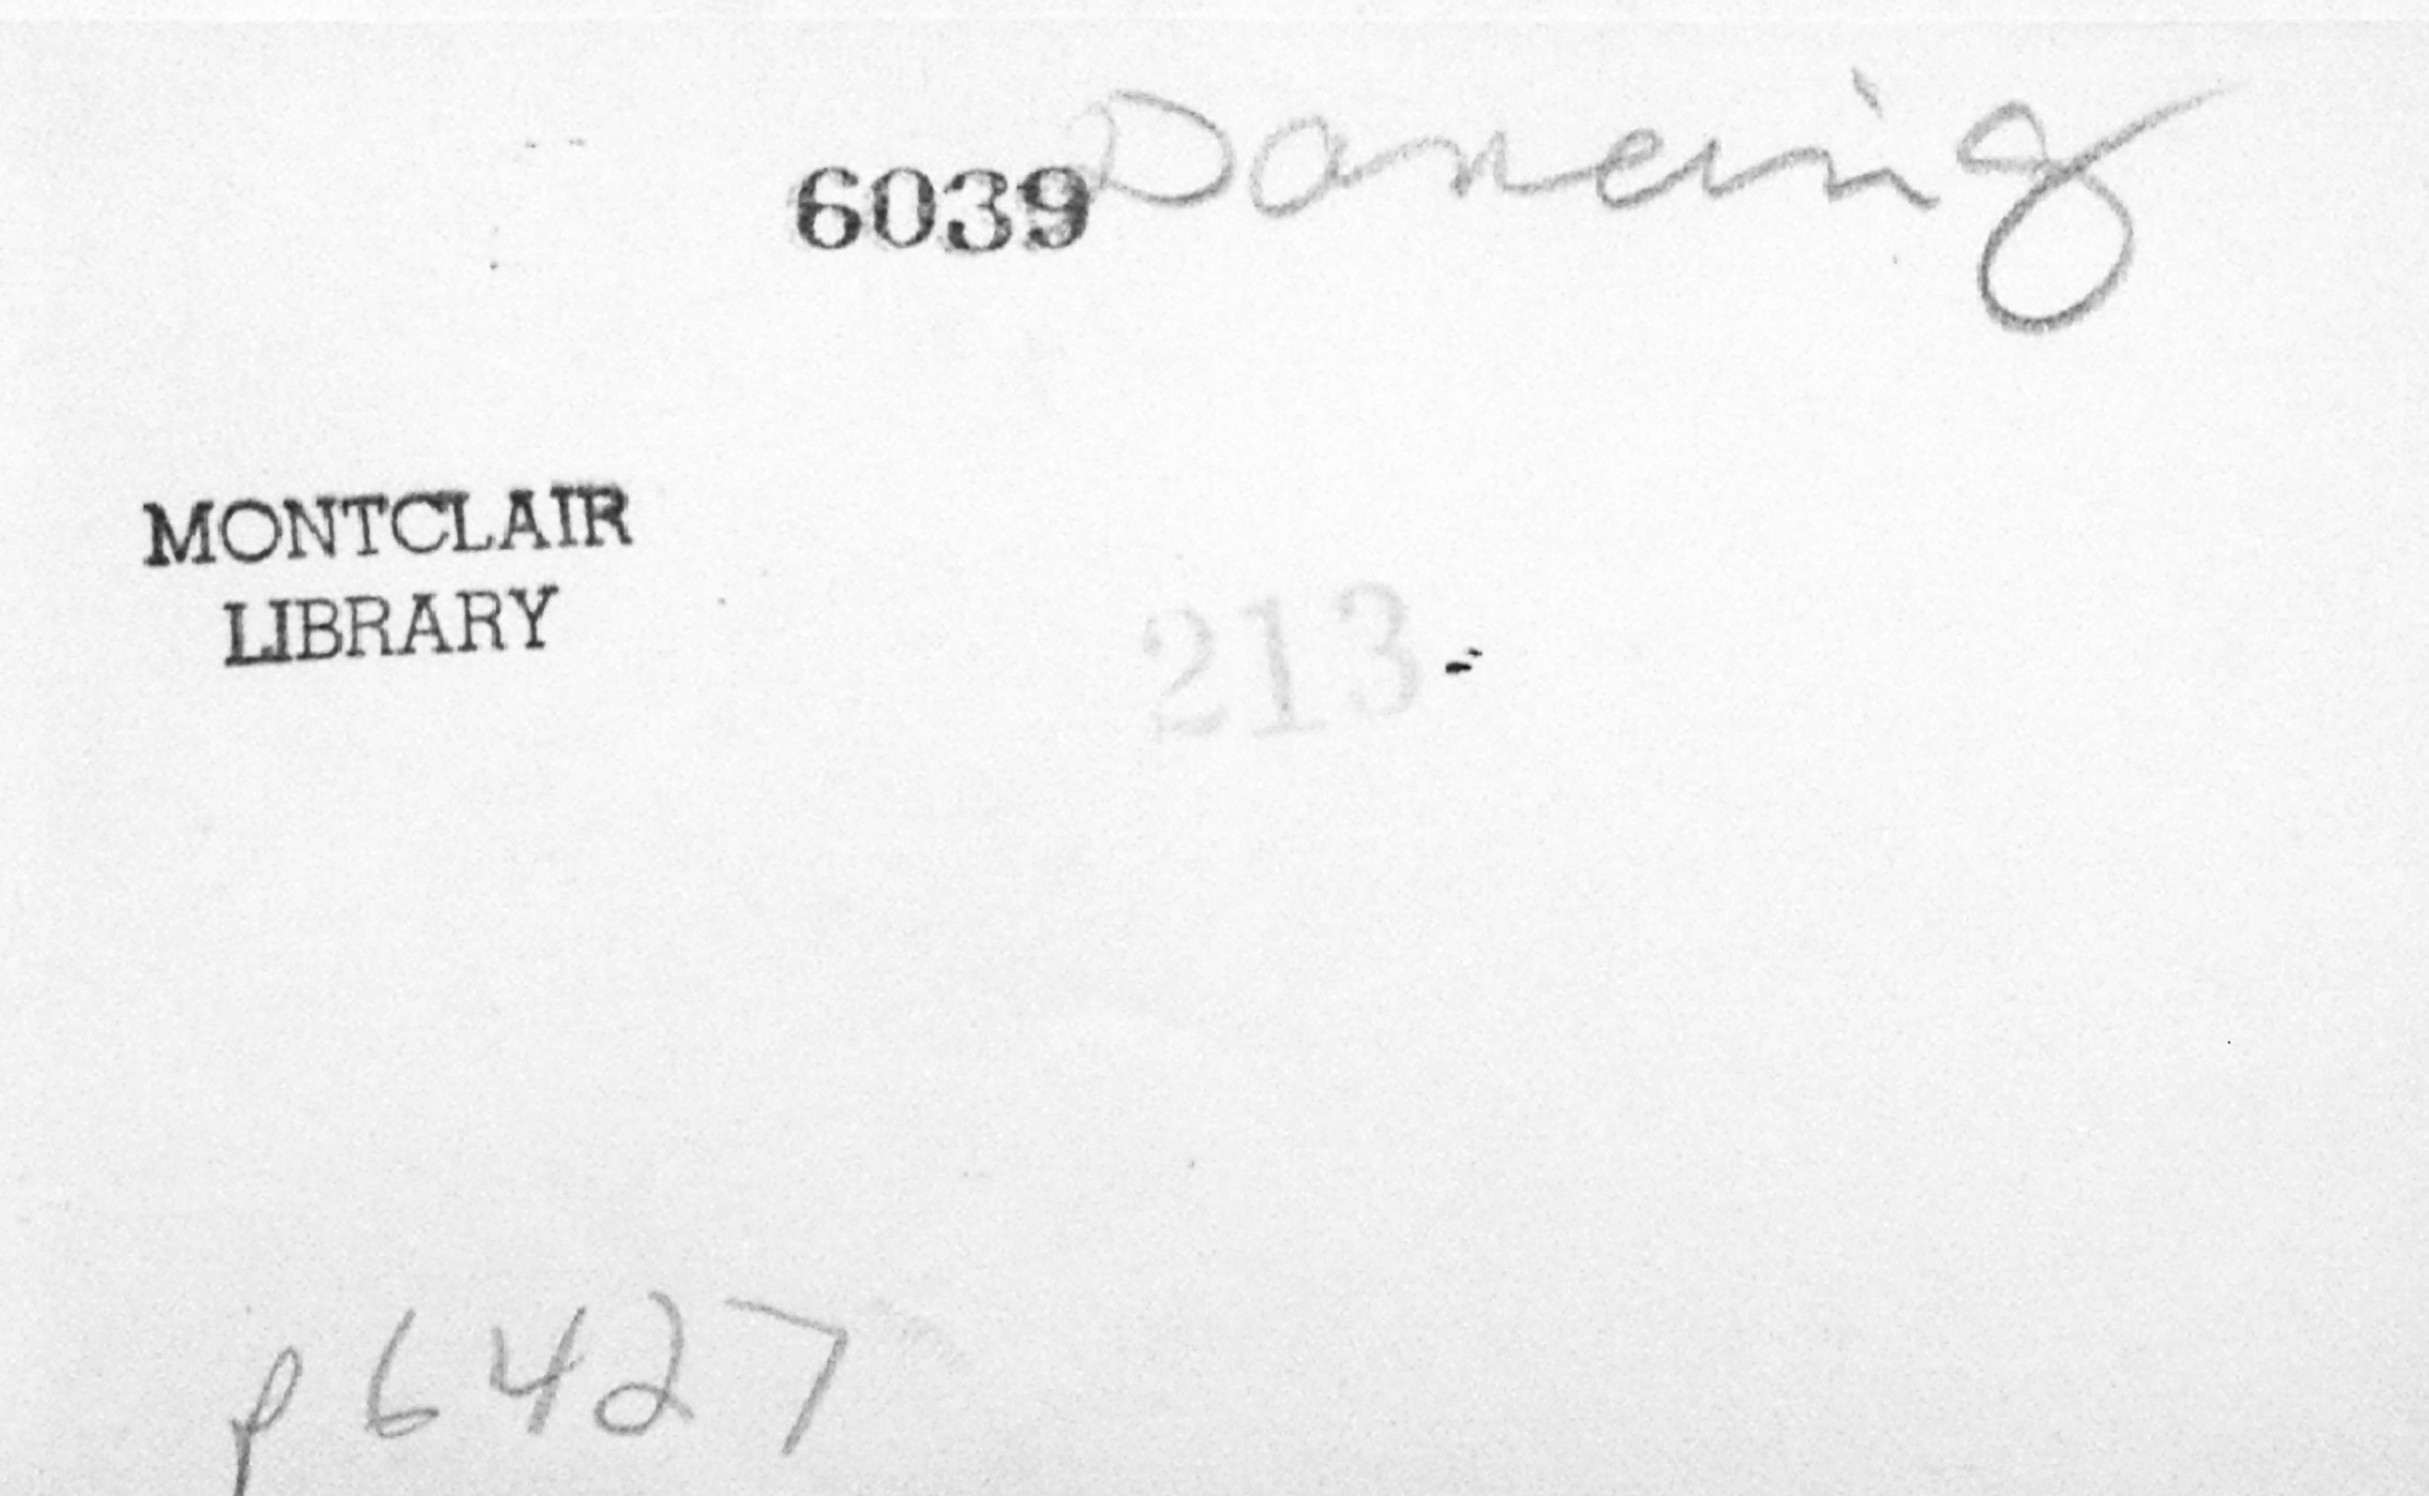 6039 Dancing
MONTCLAIR
LIBRARY
213
p6427